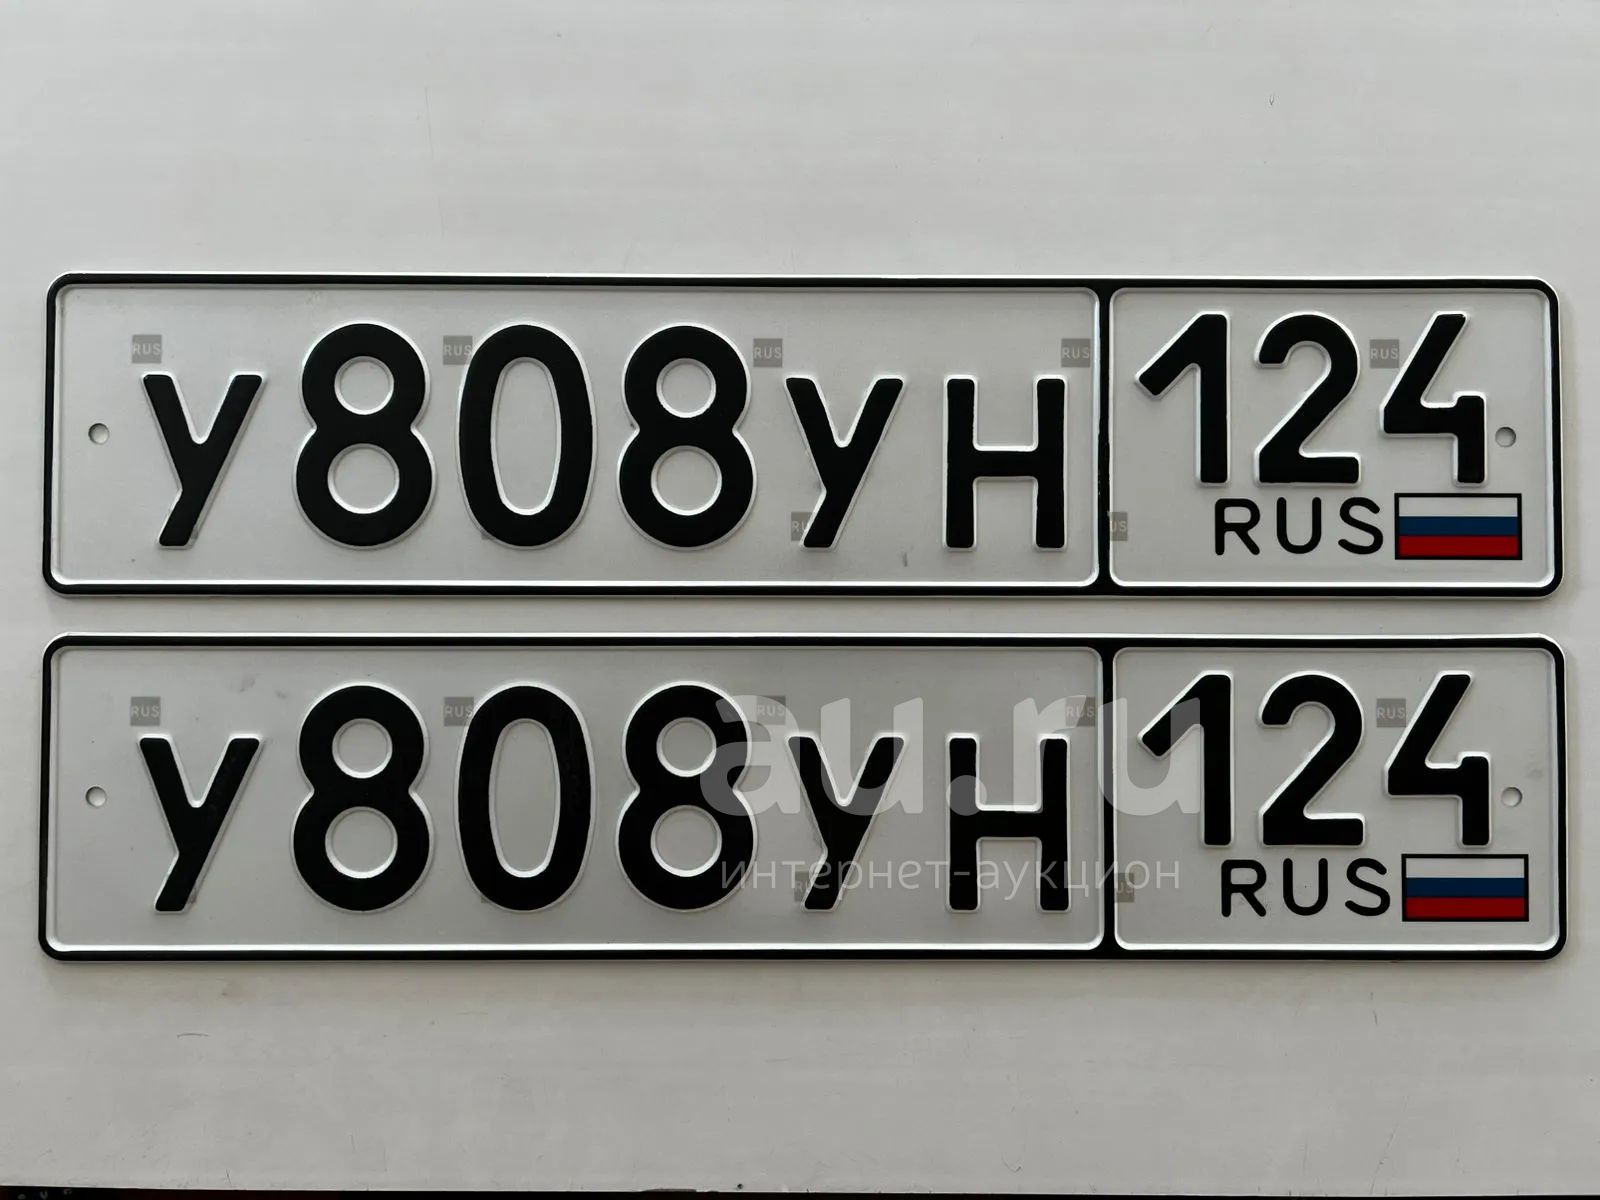 У808УН 124
RUS
У808УН 124
RUS
au.ru
интернет-аукцион